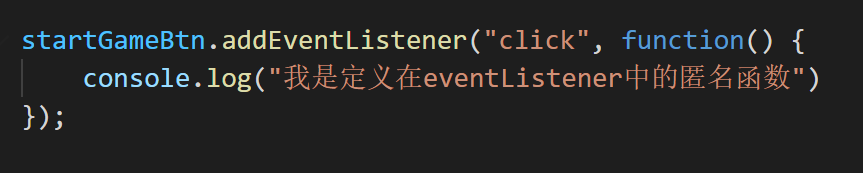 startGameBtn.addEventListener("click", function() {
    console.log("我是定义在eventListener中的匿名函数")
});